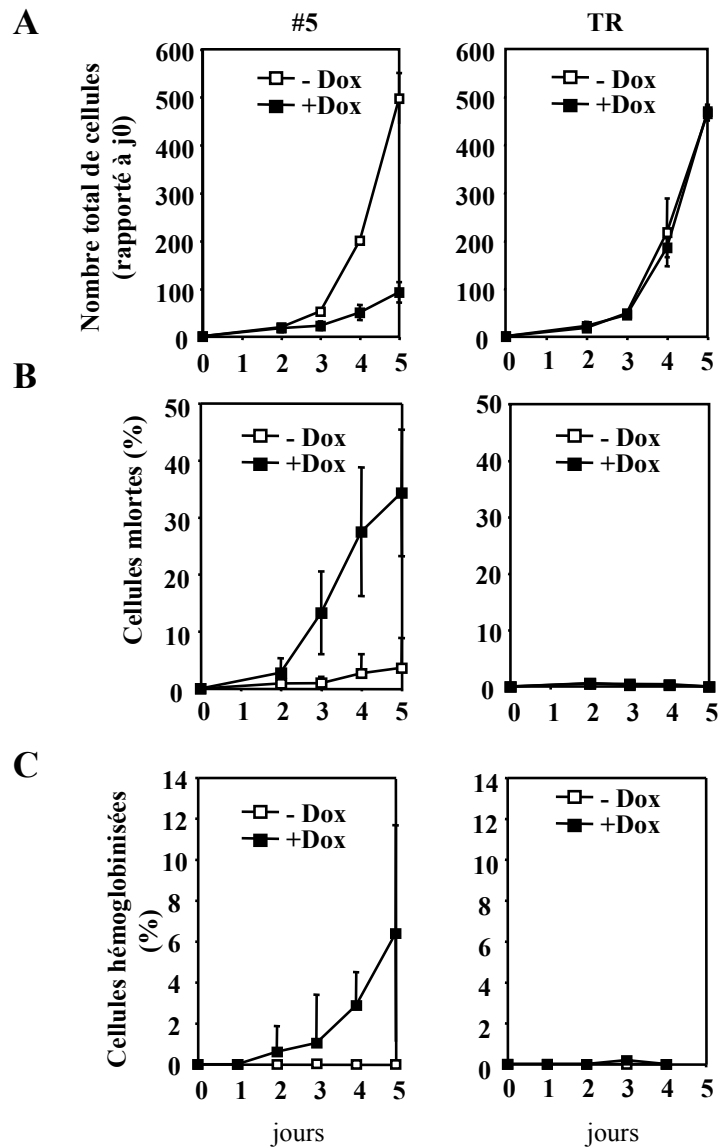 A
#5
TR
Nombre total de cellules
(rapporté à j0)
600
500
400
300
200
100
0
- Dox
+Dox
0 1 2 3 4 5
600
500
400
300
200
100
0
- Dox
+Dox
0 1 2 3 4 5
B
Cellules mlortes (%)
50
40
30
20
10
0
- Dox
+Dox
0 1 2 3 4 5
50
40
30
20
10
0
- Dox
+Dox
0 1 2 3 4 5
C
Cellules hémoglobinisées
(%)
14
12
10
8
6
4
2
0
- Dox
+Dox
0 1 2 3 4 5
jours
14
12
10
8
6
4
2
0
- Dox
+Dox
0 1 2 3 4 5
jours